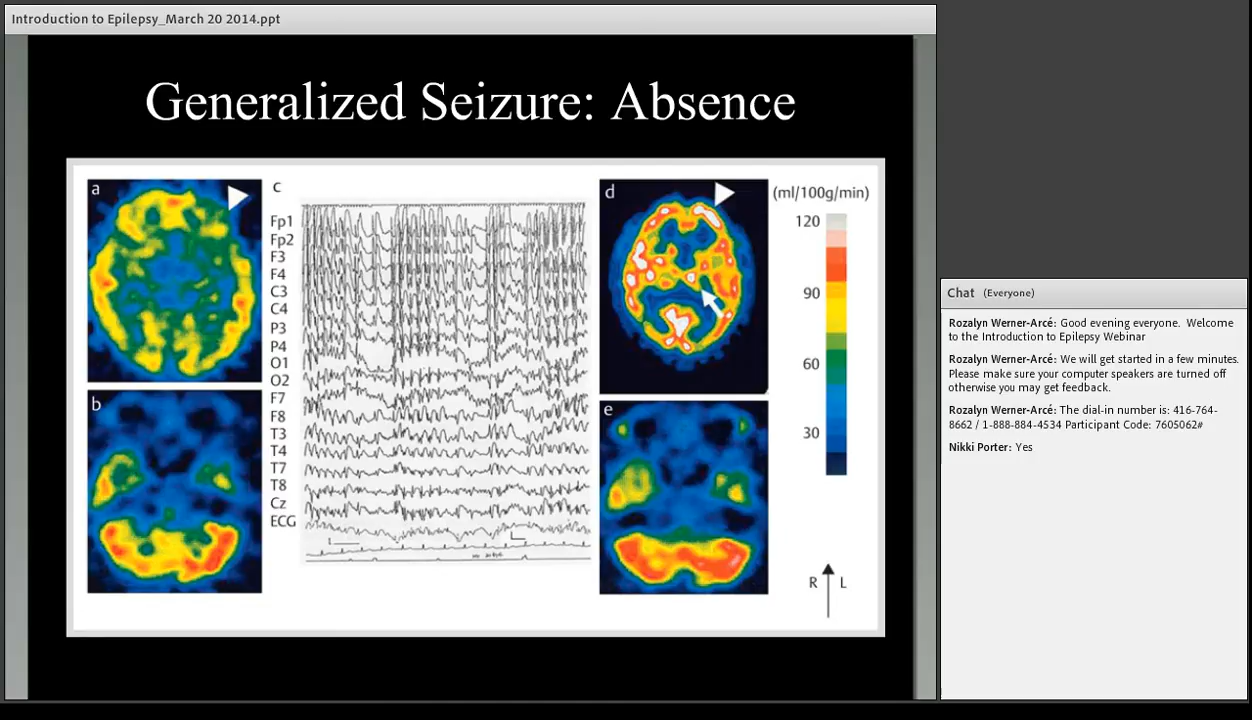 Introduction to Epilepsy_March 20 2014.ppt
Generalized Seizure: Absence
a
b
c
Fp1
Fp2
F3
F4
C3
C4
P3
P4
O1
O2
F7
F8
T3
T4
T7
T8
Cz
ECG
d
e
(ml/100g/min)
120
90
60
30
R L
Chat (Everyone)
Rozalyn Werner-Arcé: Good evening everyone. Welcome
to the Introduction to Epilepsy Webinar
Rozalyn Werner-Arcé: We will get started in a few minutes.
Please make sure your computer speakers are turned off
otherwise you may get feedback.
Rozalyn Werner-Arcé: The dial-in number is: 416-764-
8662 / 1-888-884-4534 Participant Code: 7605062#
Nikki Porter: Yes